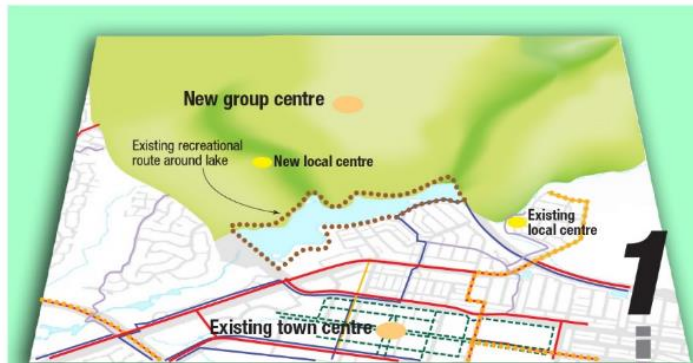 New group centre
Existing recreational
route around lake
New local centre
Existing
local centre
1
Existing town centre